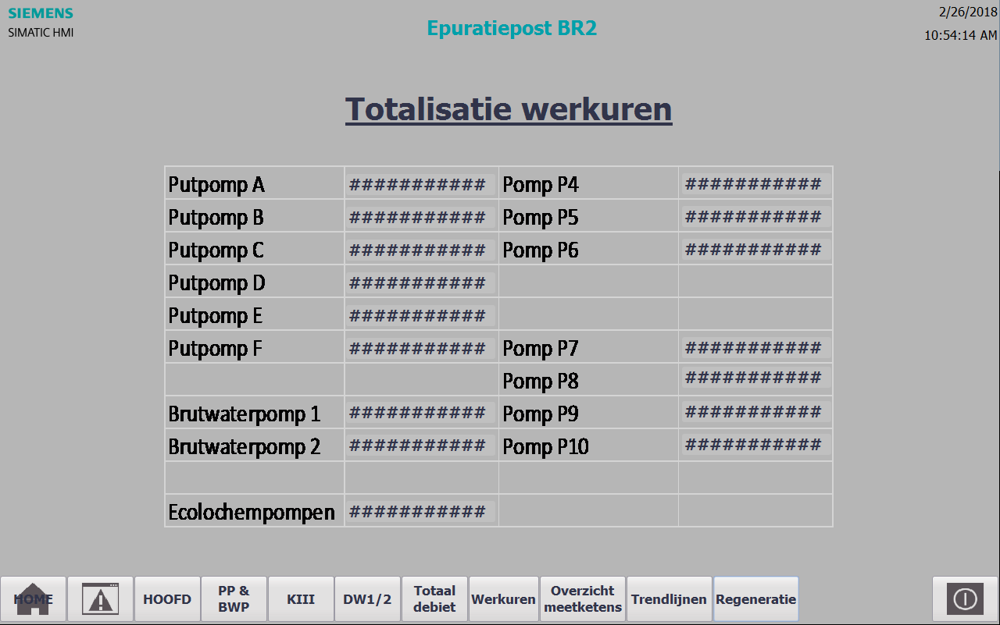 SIEMENS
SIMATIC HMI
Epuratiepost BR2
2/26/2018
10:54:14 AM
Totalisatie werkuren
Putpomp A ########### Pomp P4 ###########
Putpomp B ########### Pomp P5 ###########
Putpomp C ########### Pomp P6 ###########
Putpomp D ###########
Putpomp E ###########
Putpomp F ########### Pomp P7 ###########
Pomp P8 ###########
Brutwaterpomp 1 ########### Pomp P9 ###########
Brutwaterpomp 2 ########### Pomp P10 ###########
Ecolochempompen ###########
HOME
HOOFD
PP &
BWP
KIII
DW1/2
Totaal
debiet
Werkuren
Overzicht
meetketens
Trendlijnen
Regeneratie